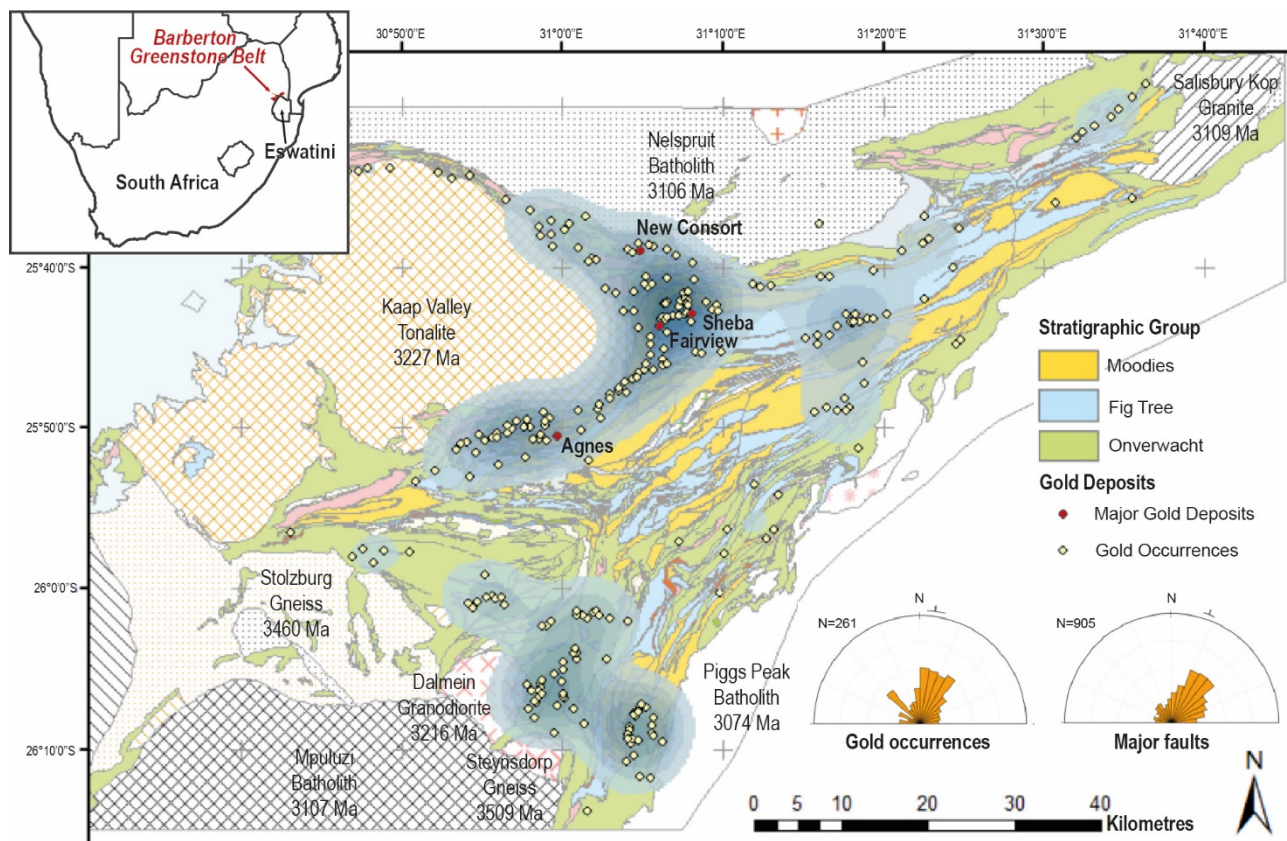 Barberton
Greenstone Belt
Eswatini
South Africa
30°50'0"E
31°0'0"E
31°10'0"E
31°20'0"E
31°30'0"E
31°40'0"E
25°40'0"S
25°50'0"S
26°0'0"S
26°10'0"S
Salisbury Kop
Granite
3109 Ma
Nelspruit
Batholith
3106 Ma
New Consort
Kaap Valley
Tonalite
3227 Ma
Sheba
Fairview
Agnes
Stolzburg
Gneiss
3460 Ma
Dalmein
Granodiorite
3216 Ma
Piggs Peak
Batholith
3074 Ma
Mpuluzi
Batholith
3107 Ma
Steynsdorp
Gneiss
3509 Ma
Stratigraphic Group
Moodies
Fig Tree
Onverwacht
Gold Deposits
Major Gold Deposits
Gold Occurrences
N=261
N
Gold occurrences
N=905
N
Major faults
N
0 5 10 20 30 40
Kilometres